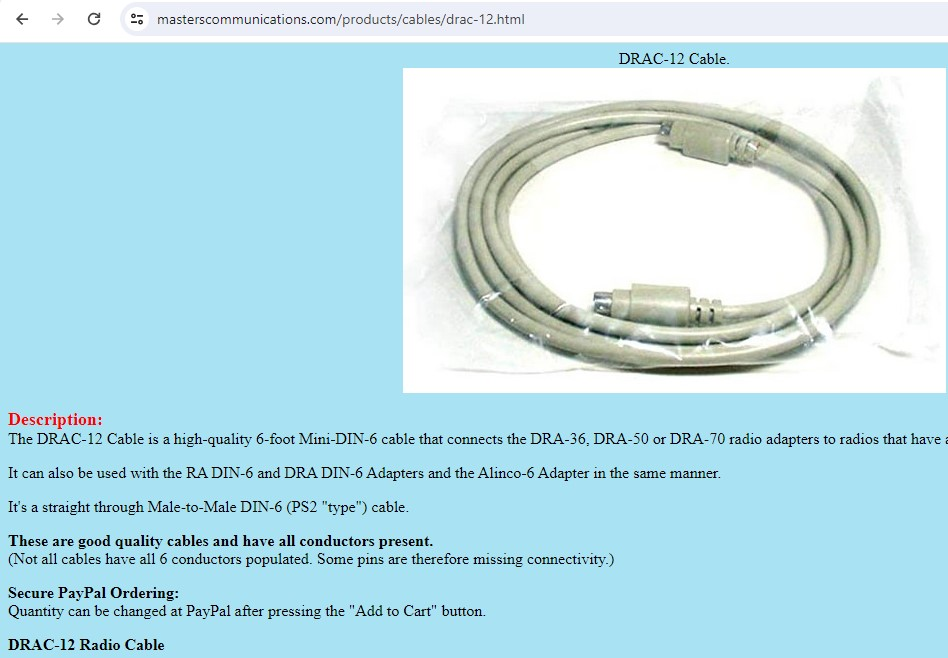 masterscommunications.com/products/cables/drac-12.html
DRAC-12 Cable.
Description:
The DRAC-12 Cable is a high-quality 6-foot Mini-DIN-6 cable that connects the DRA-36, DRA-50 or DRA-70 radio adapters to radios that have
It can also be used with the RA DIN-6 and DRA DIN-6 Adapters and the Alinco-6 Adapter in the same manner.
It's a straight through Male-to-Male DIN-6 (PS2 "type") cable.
These are good quality cables and have all conductors present.
(Not all cables have all 6 conductors populated. Some pins are therefore missing connectivity.)
Secure PayPal Ordering:
Quantity can be changed at PayPal after pressing the "Add to Cart" button.
DRAC-12 Radio Cable